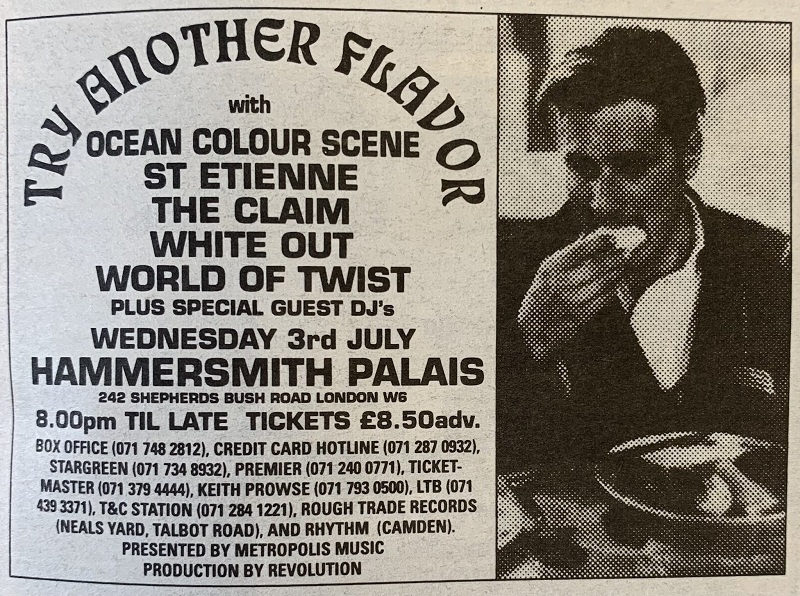 TRY ANOTHER FLAVOR
with
OCEAN COLOUR SCENE
ST ETIENNE
THE CLAIM
WHITE OUT
WORLD OF TWIST
PLUS SPECIAL GUEST DJ's
WEDNESDAY 3rd JULY
HAMMERSMITH PALAIS
242 SHEPHERDS BUSH ROAD LONDON W6
8.00pm TIL LATE TICKETS £8.50adv.
BOX OFFICE (071 748 2812), CREDIT CARD HOTLINE (071 287 0932),
STARGREEN (071 734 8932), PREMIER (071 240 0771), TICKET-
MASTER (071 379 4444), KEITH PROWSE (071 793 0500), LTB (071
439 3371), T&C STATION (071 284 1221), ROUGH TRADE RECORDS
(NEALS YARD, TALBOT ROAD), AND RHYTHM (CAMDEN).
PRESENTED BY METROPOLIS MUSIC
PRODUCTION BY REVOLUTION